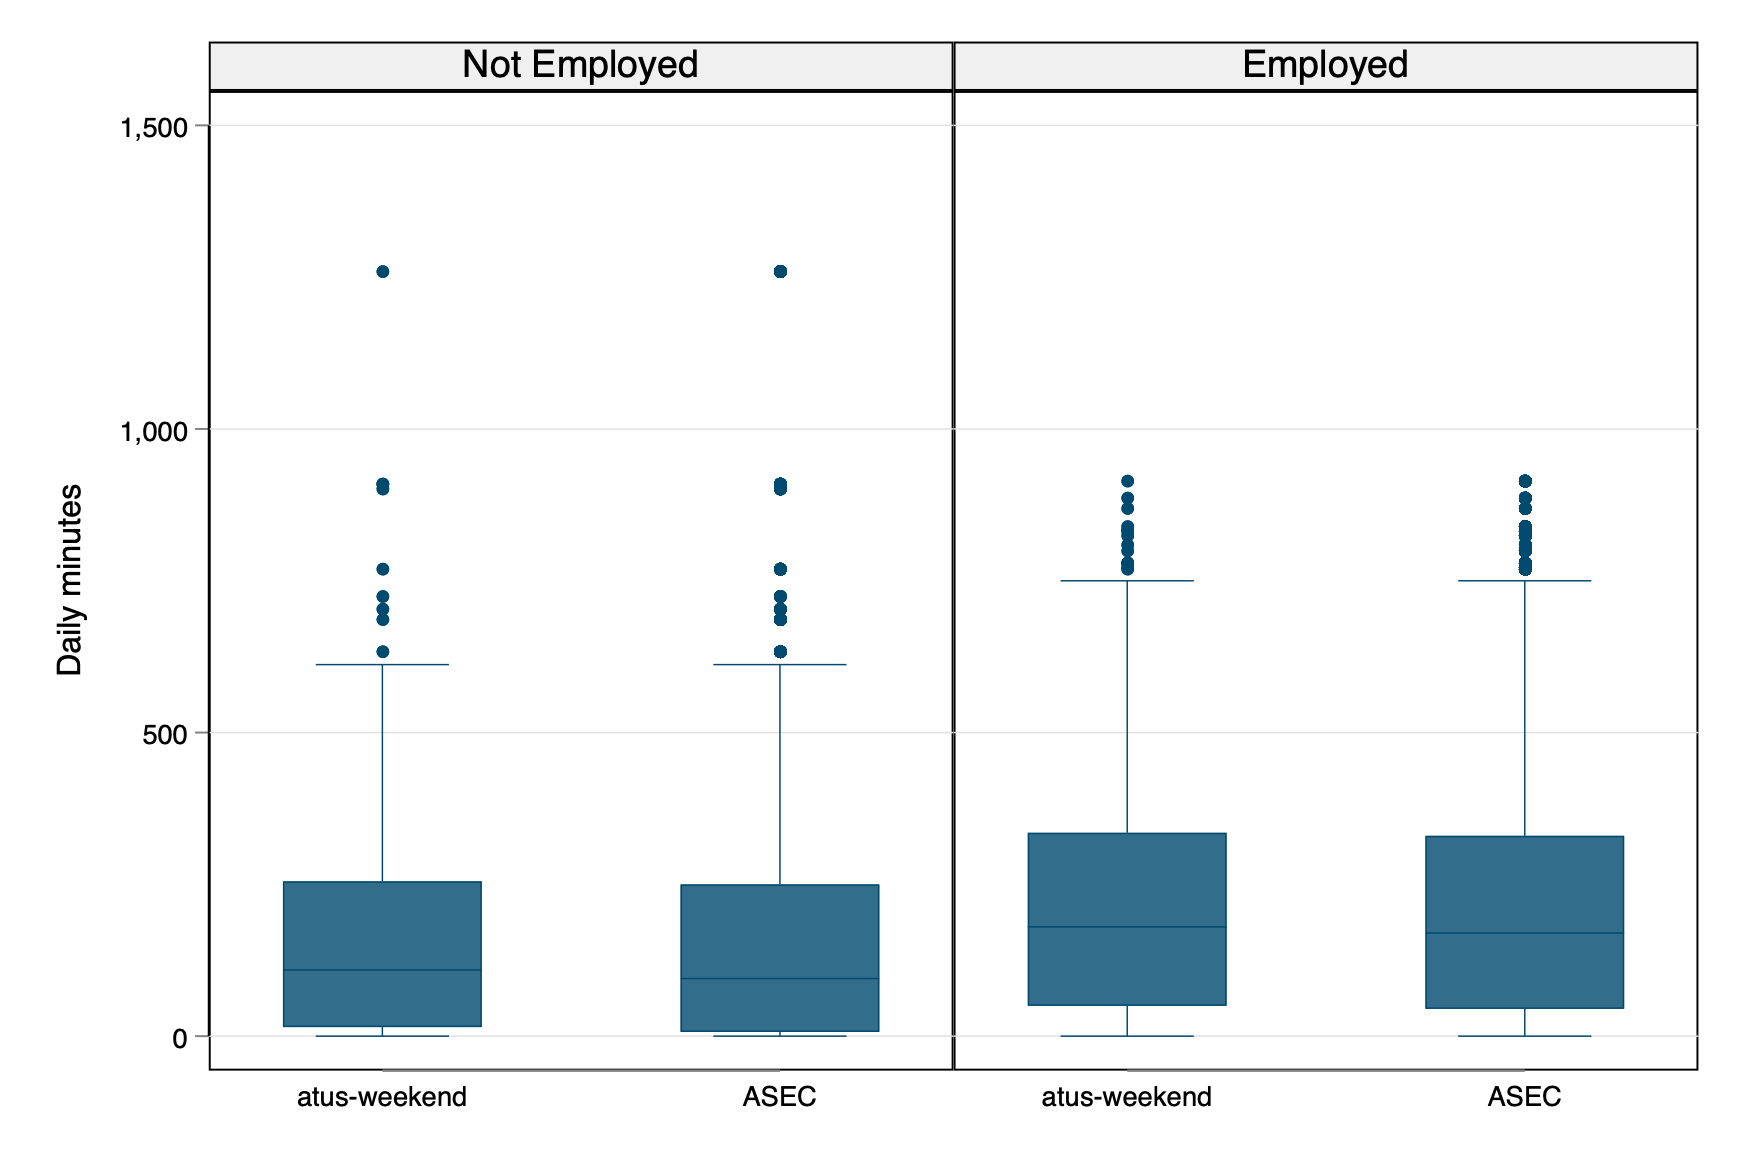 Not Employed
Employed
1,500
1,000
500
0
Daily minutes
atus-weekend
ASEC
atus-weekend
ASEC